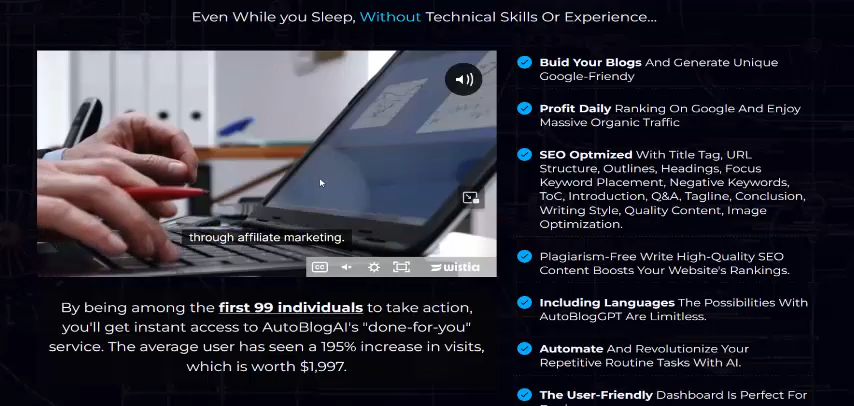 Even While you Sleep, Without Technical Skills Or Experience...
through affiliate marketing.
CC
wistia
By being among the first 99 individuals to take action,
you'll get instant access to AutoBlogAI's "done-for-you"
service. The average user has seen a 195% increase in visits,
which is worth $1,997.
Buid Your Blogs And Generate Unique
Google-Friendy
Profit Daily Ranking On Google And Enjoy
Massive Organic Traffic
SEO Optmized With Title Tag, URL
Structure, Outlines, Headings, Focus
Keyword Placement, Negative Keywords,
ToC, Introduction, Q&A, Tagline, Conclusion,
Writing Style, Quality Content, Image
Optimization.
Plagiarism-Free Write High-Quality SEO
Content Boosts Your Website's Rankings.
Including Languages The Possibilities With
AutoBlogGPT Are Limitless.
Automate And Revolutionize Your
Repetitive Routine Tasks With AI.
The User-Friendly Dashboard Is Perfect For